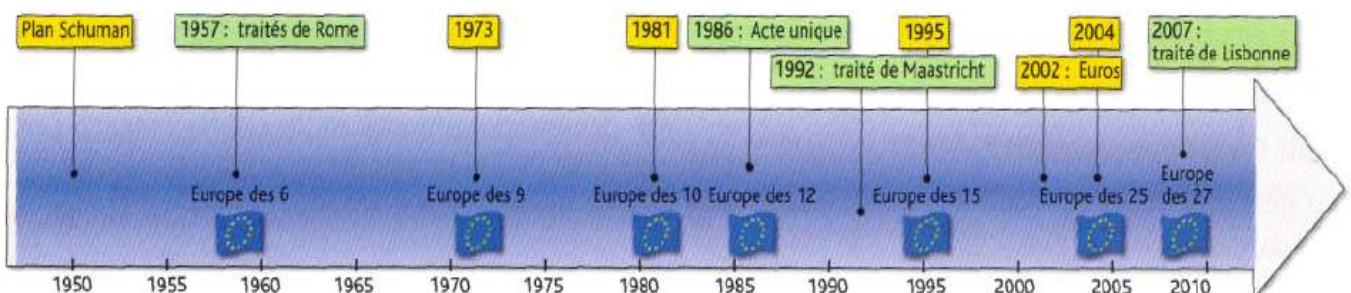 Plan Schuman
1957 : traités de Rome
1973
1981
1986 : Acte unique
1992 : traité de Maastricht
1995
2004
2002 : Euros
2007 :
traité de Lisbonne
Europe des 6
Europe des 9
Europe des 10
Europe des 12
Europe des 15
Europe des 25
Europe
des 27
1950
1955
1960
1965
1970
1975
1980
1985
1990
1995
2000
2005
2010